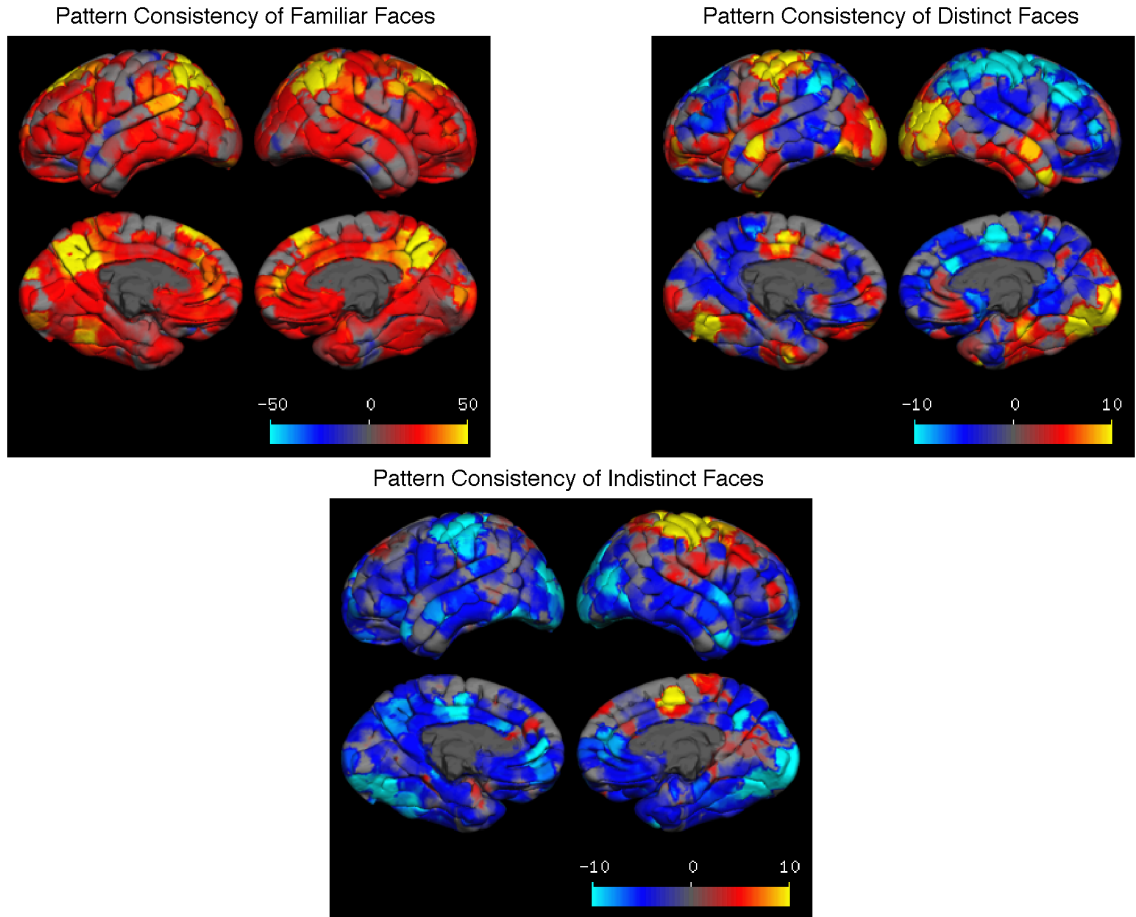 Pattern Consistency of Familiar Faces
Pattern Consistency of Distinct Faces
-50 0 50
-10 0 10
Pattern Consistency of Indistinct Faces
-10 0 10